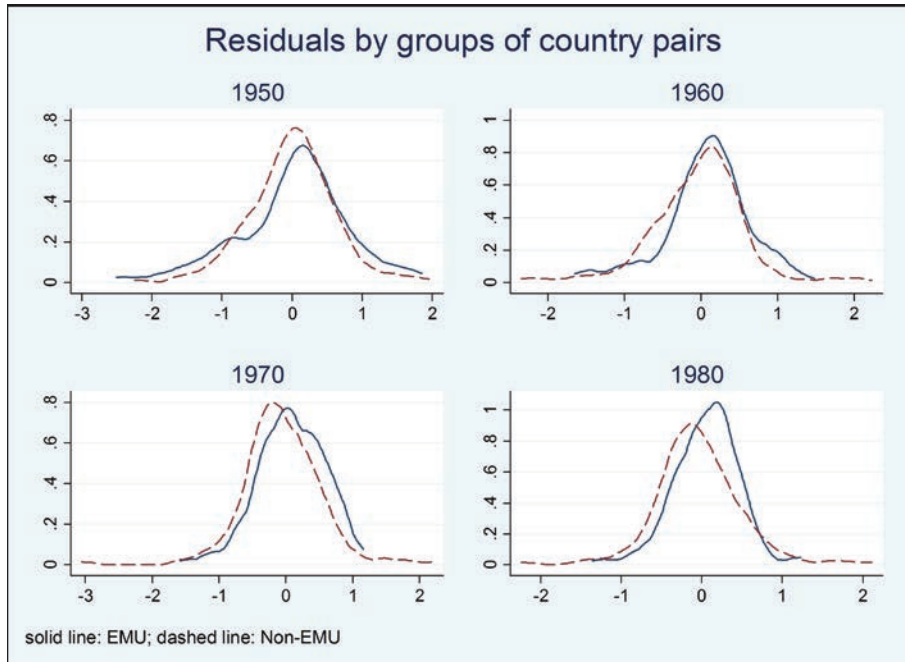 Residuals by groups of country pairs
1950
0 .2 .4 .6 .8
-3 -2 -1 0 1 2
1960
0 .2 .4 .6 .8 1
-2 -1 0 1 2
1970
0 .2 .4 .6 .8
-3 -2 -1 0 1 2
1980
0 .2 .4 .6 .8 1
-2 -1 0 1 2
solid line: EMU; dashed line: Non-EMU